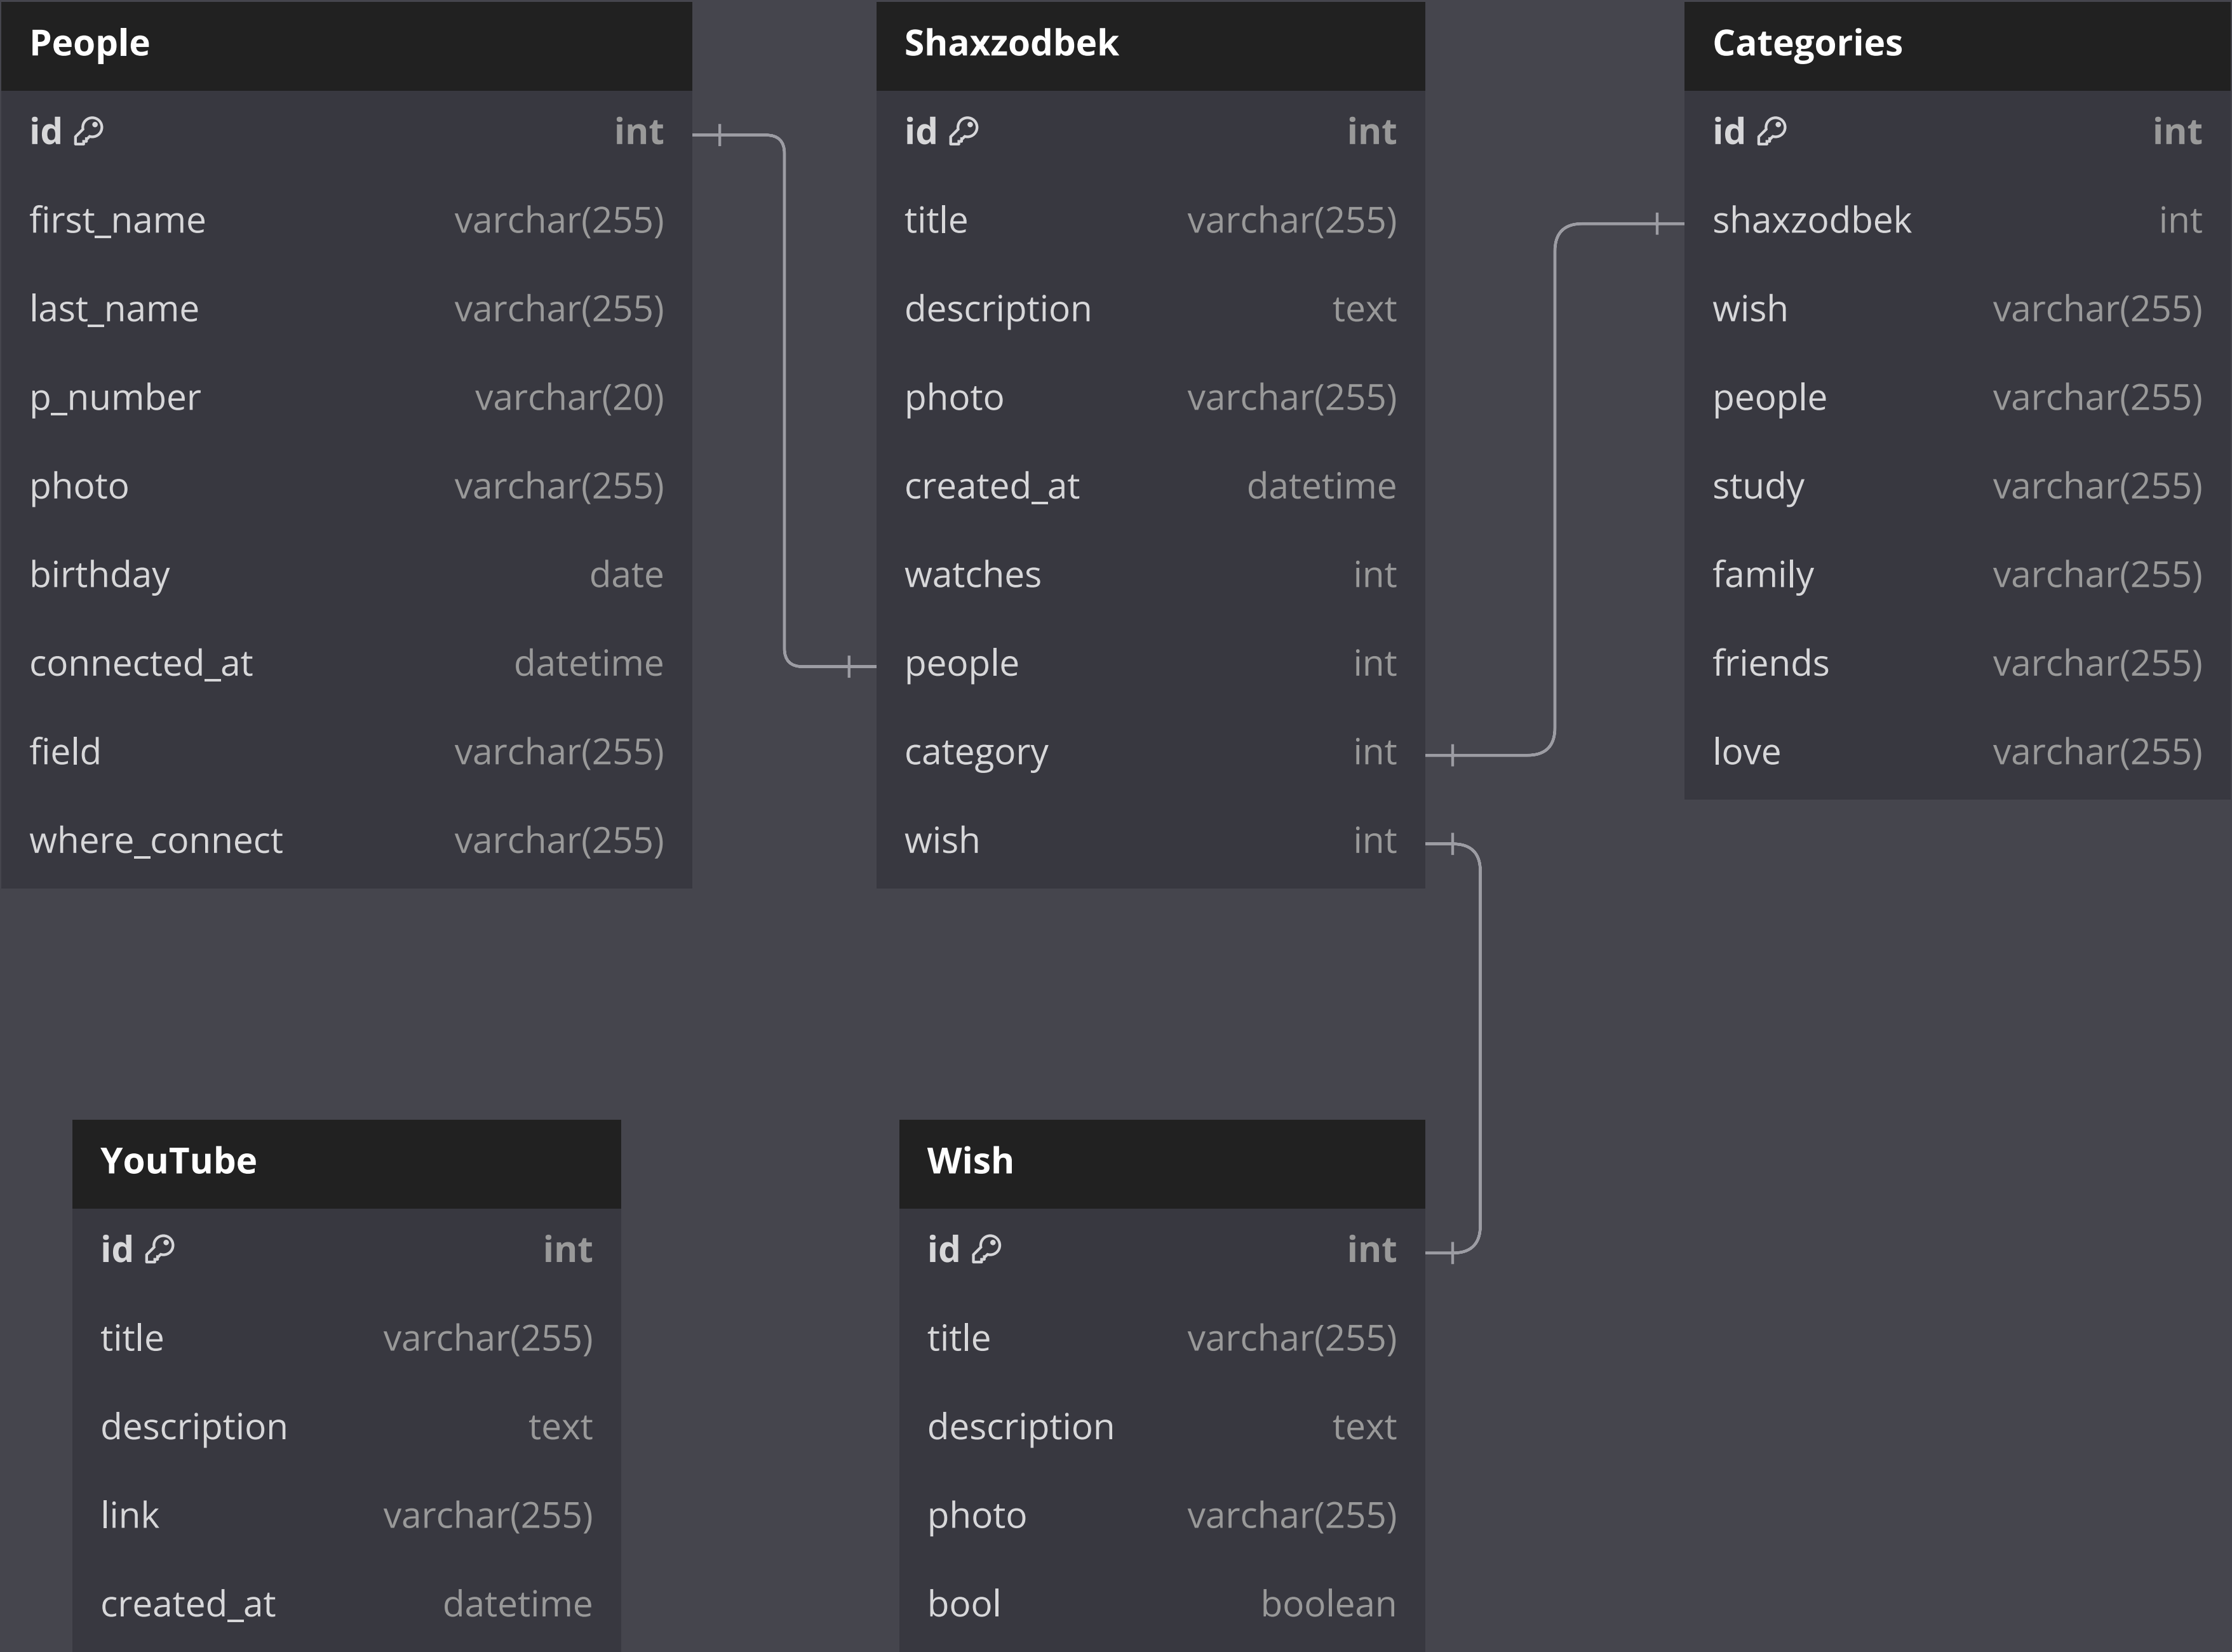 People
id int
first_name varchar(255)
last_name varchar(255)
p_number varchar(20)
photo varchar(255)
birthday date
connected_at datetime
field varchar(255)
where_connect varchar(255)
Shaxzodbek
id int
title varchar(255)
description text
photo varchar(255)
created_at datetime
watches int
people int
category int
wish int
Categories
id int
shaxzodbek int
wish varchar(255)
people varchar(255)
study varchar(255)
family varchar(255)
friends varchar(255)
love varchar(255)
YouTube
id int
title varchar(255)
description text
link varchar(255)
created_at datetime
Wish
id int
title varchar(255)
description text
photo varchar(255)
bool boolean